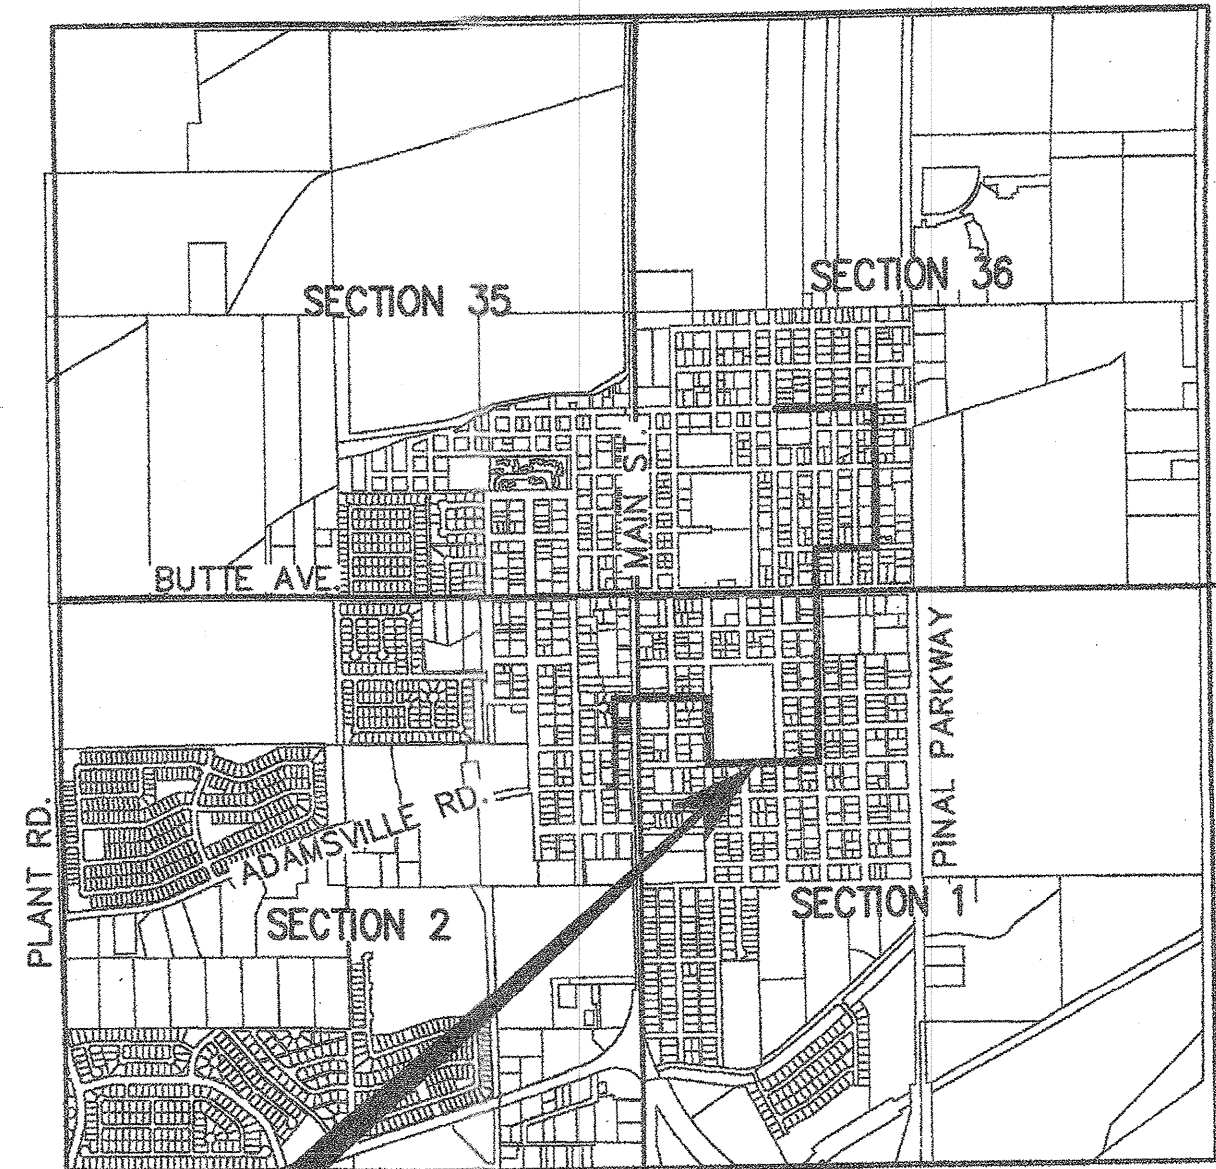 SECTION 36
SECTION 35
MAIN ST.
BUTTE AVE.
PINAL PARKWAY
PLANT RD.
ADAMSVILLE RD.
SECTION 1
SECTION 2